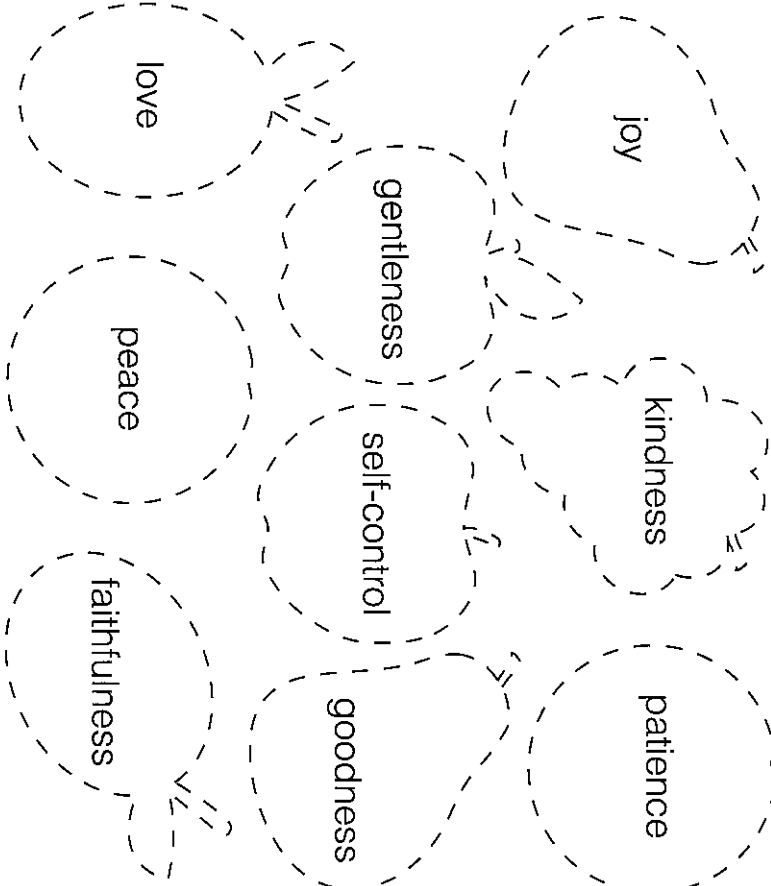 joy
kindness
patience
gentleness
self-control
goodness
love
peace
faithfulness